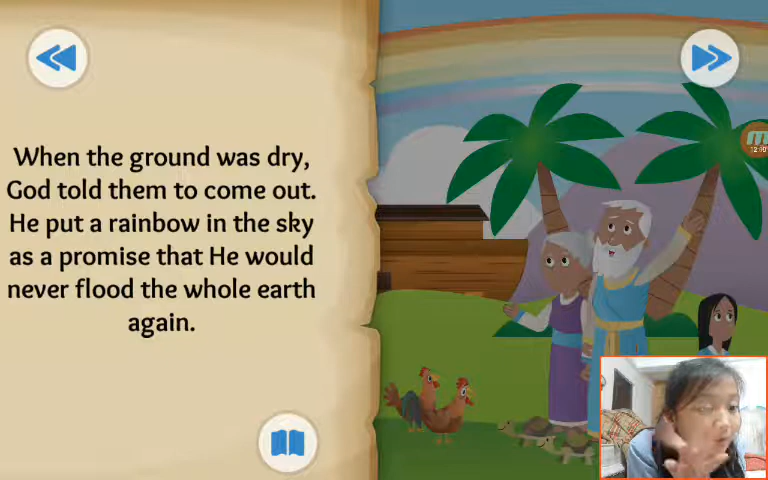 When the ground was dry,
God told them to come out.
He put a rainbow in the sky
as a promise that He would
never flood the whole earth
again.